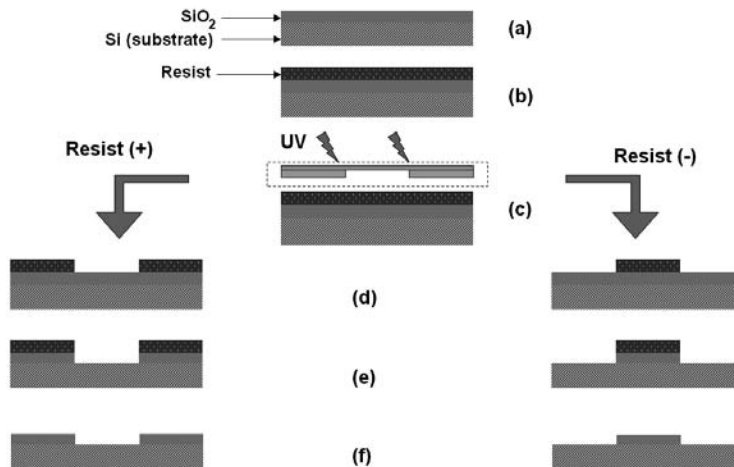 SiO₂
Si (substrate)
(a)
Resist
(b)
UV
Resist (+)
Resist (-)
(c)
(d)
(e)
(f)